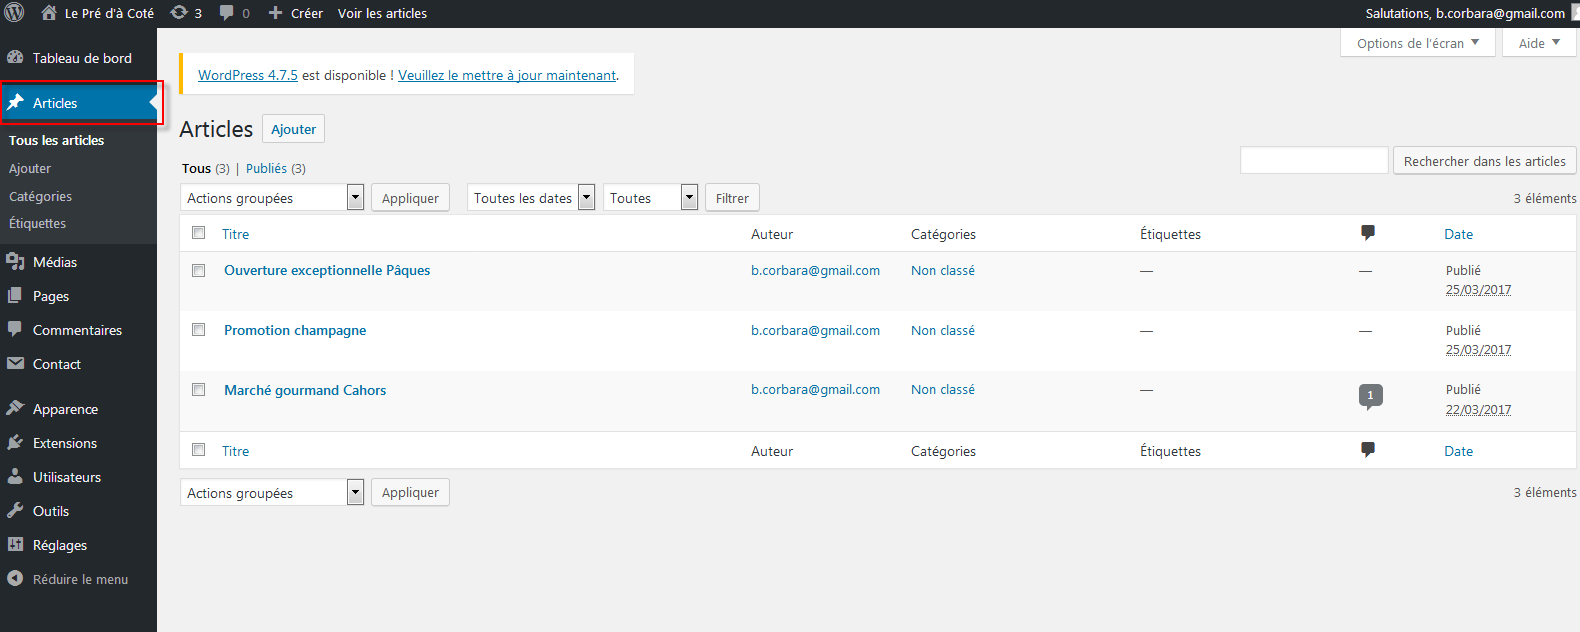 Le Pré d'à Coté 3 0 Créer Voir les articles Salutations, b.corbara@gmail.com
Options de l'écran Aide
Tableau de bord
Articles
Tous les articles
Ajouter
Catégories
Étiquettes
Médias
Pages
Commentaires
Contact
Apparence
Extensions
Utilisateurs
Outils
Réglages
Réduire le menu
WordPress 4.7.5 est disponible ! Veuillez le mettre à jour maintenant.
Articles Ajouter
Tous (3) | Publiés (3)
Rechercher dans les articles
Actions groupées Appliquer Toutes les dates Toutes Filtrer 3 éléments
Titre Auteur Catégories Étiquettes Date
Ouverture exceptionnelle Pâques b.corbara@gmail.com Non classé — — Publié
25/03/2017
Promotion champagne b.corbara@gmail.com Non classé — — Publié
25/03/2017
Marché gourmand Cahors b.corbara@gmail.com Non classé — 1 Publié
22/03/2017
Titre Auteur Catégories Étiquettes Date
Actions groupées Appliquer 3 éléments